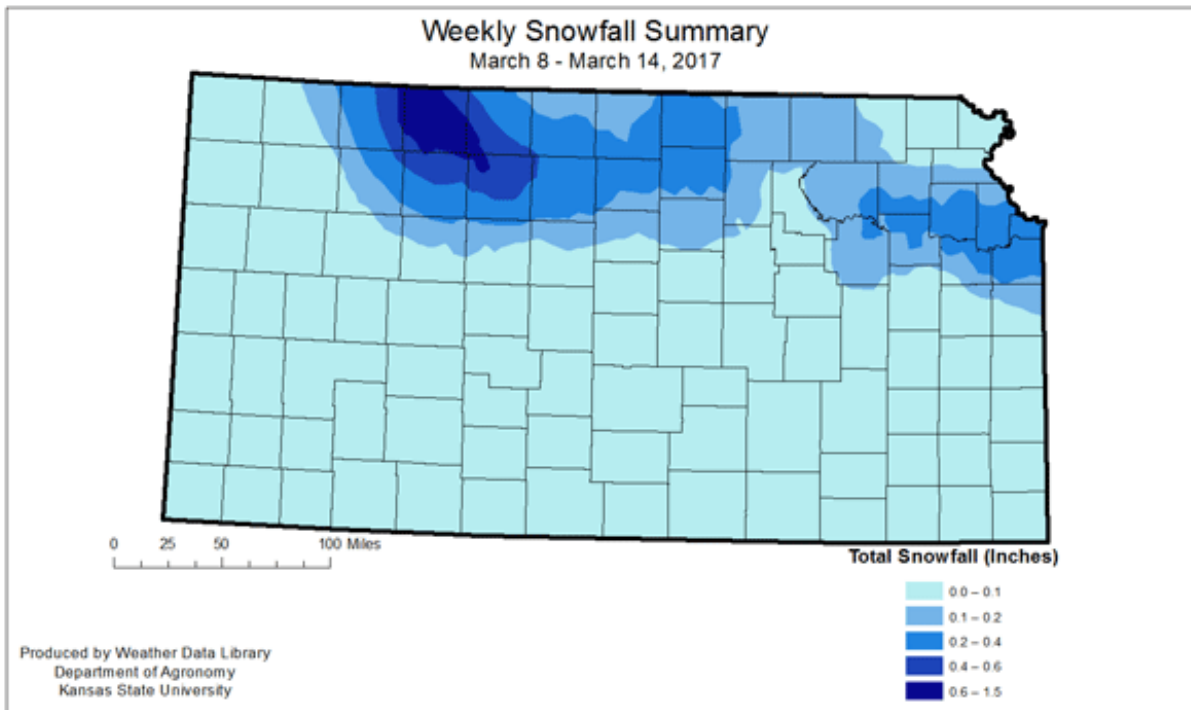 Weekly Snowfall Summary
March 8 - March 14, 2017
0 25 50 100 Miles
Total Snowfall (Inches)
0.0 – 0.1
0.1 – 0.2
0.2 – 0.4
0.4 – 0.6
0.6 – 1.5
Produced by Weather Data Library
Department of Agronomy
Kansas State University